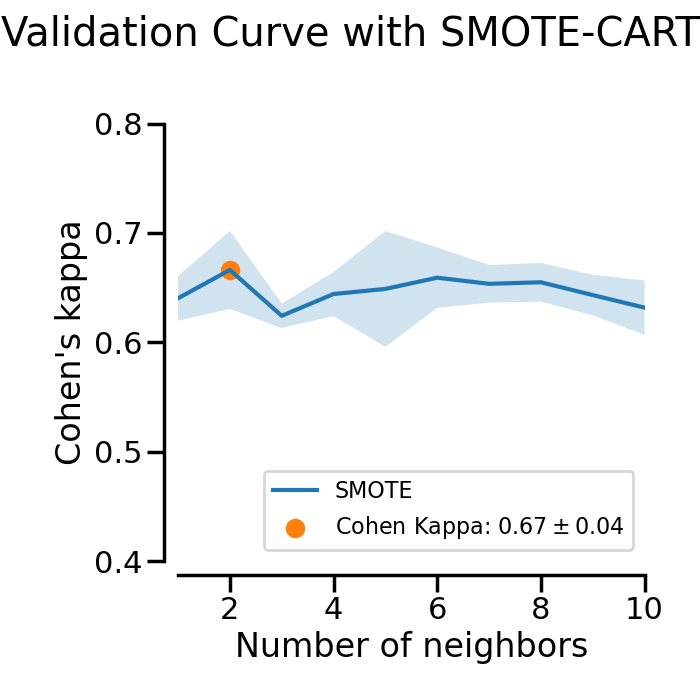 Validation Curve with SMOTE-CART
0.8
0.7
0.6
0.5
0.4
Cohen's kappa
SMOTE
Cohen Kappa: 0.67 ± 0.04
2 4 6 8 10
Number of neighbors